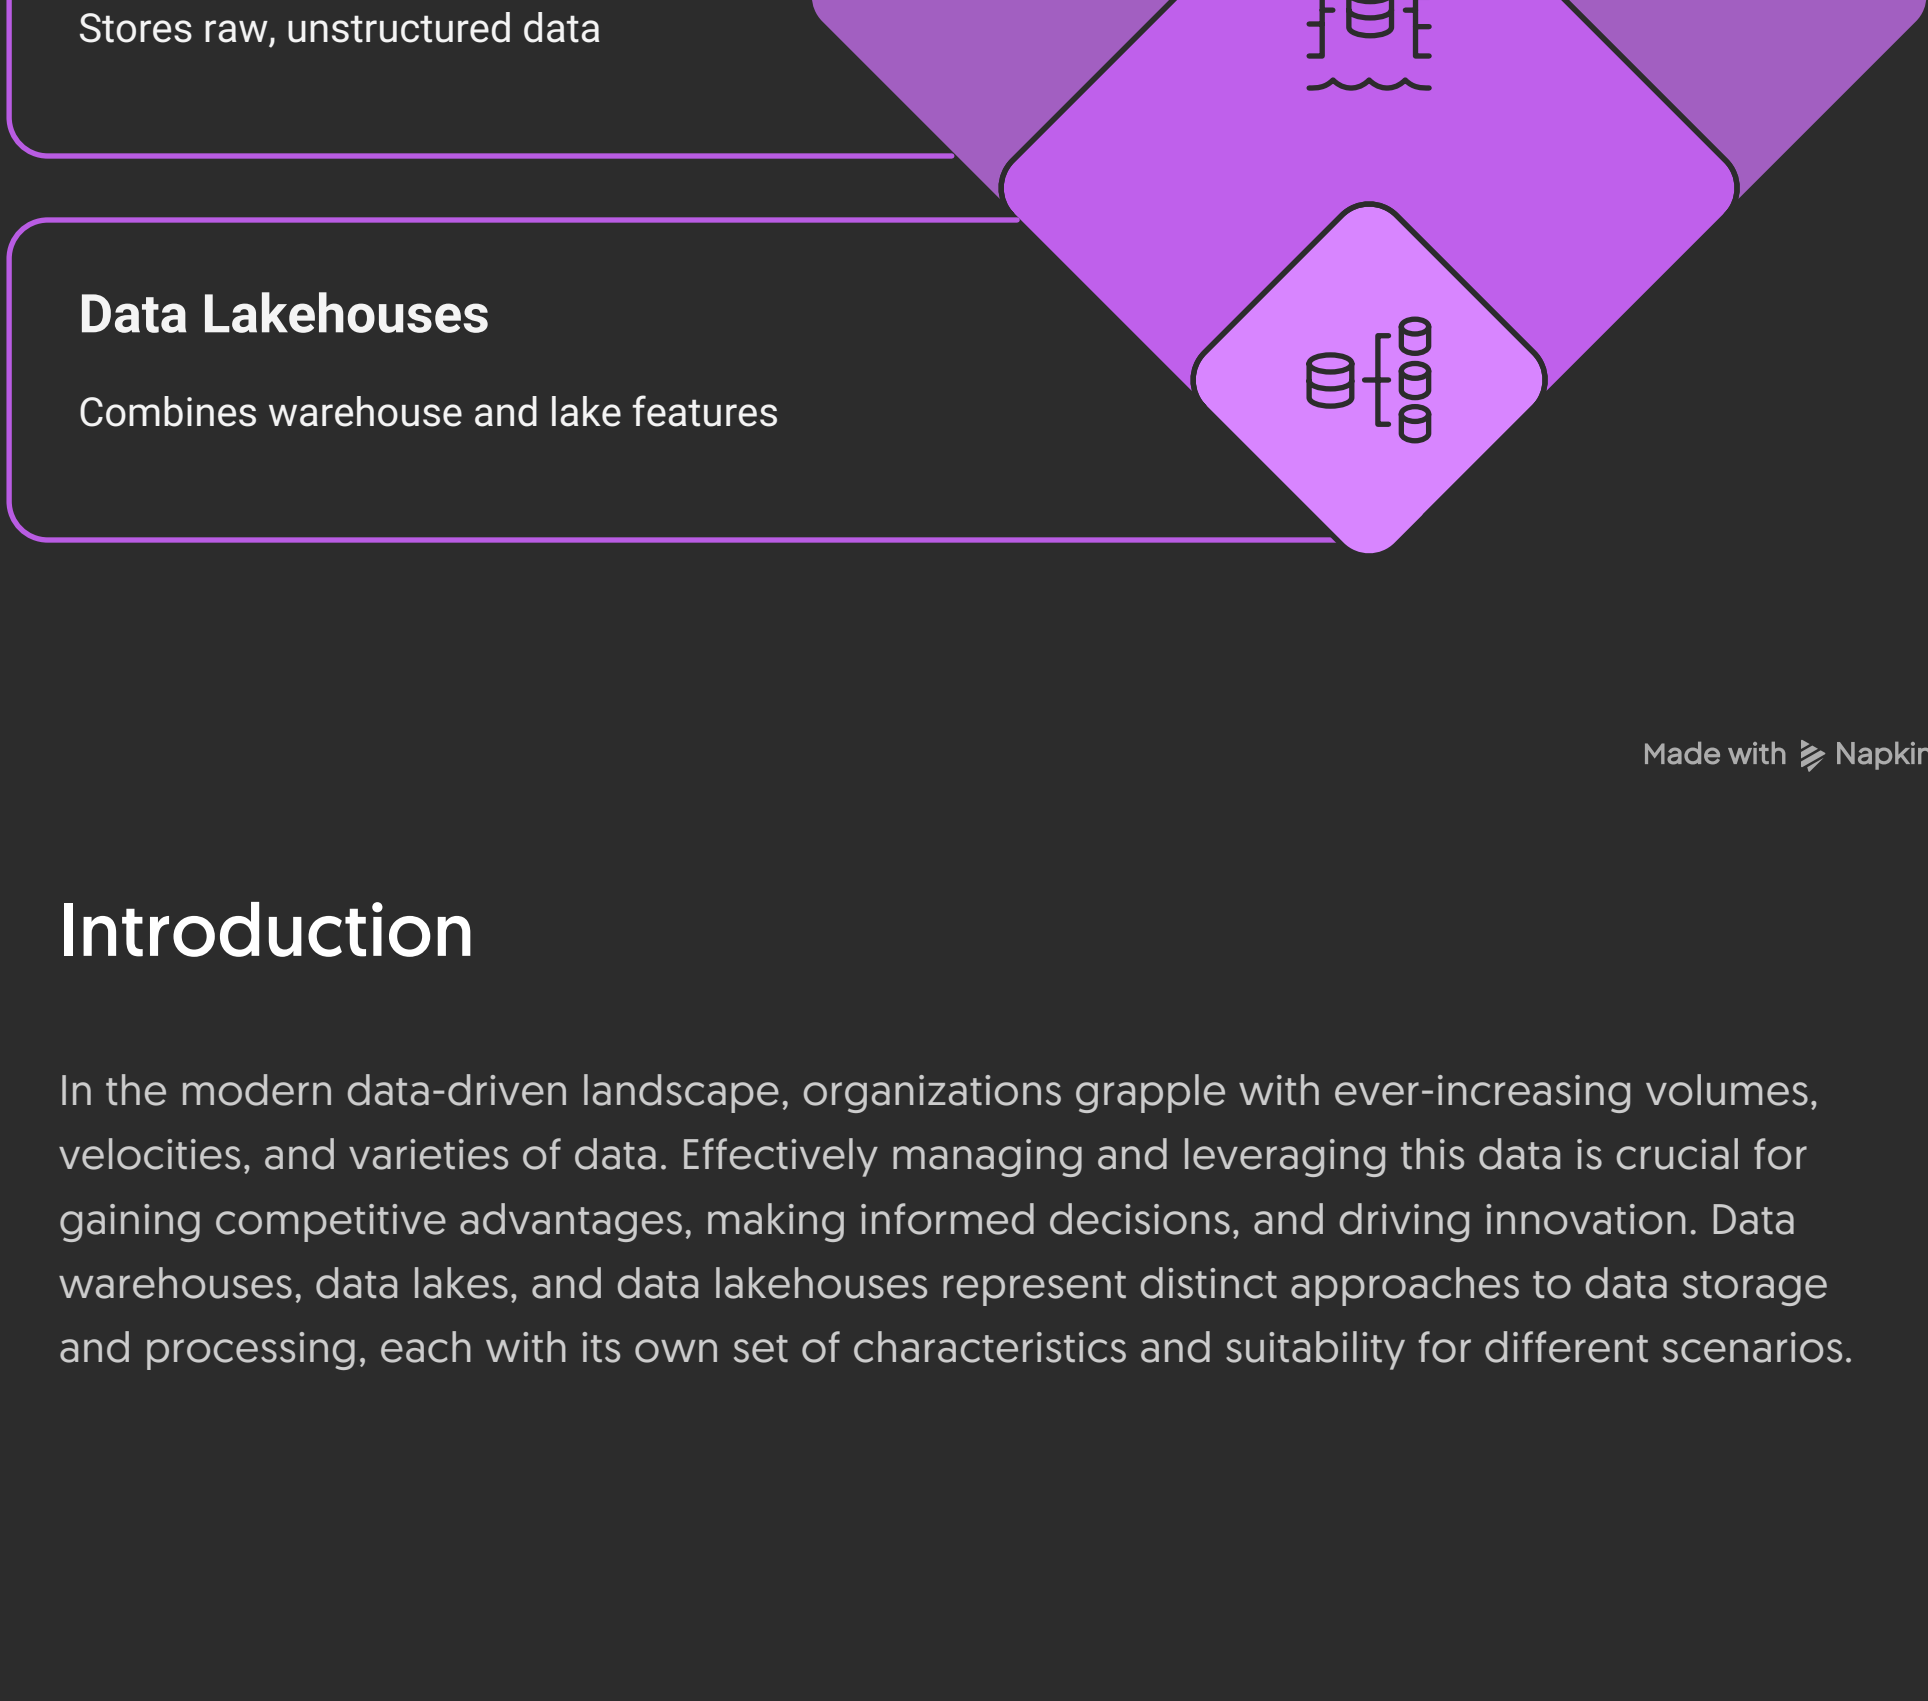 Stores raw, unstructured data
Data Lakehouses
Combines warehouse and lake features
Made with Napkin
Introduction
In the modern data-driven landscape, organizations grapple with ever-increasing volumes,
velocities, and varieties of data. Effectively managing and leveraging this data is crucial for
gaining competitive advantages, making informed decisions, and driving innovation. Data
warehouses, data lakes, and data lakehouses represent distinct approaches to data storage
and processing, each with its own set of characteristics and suitability for different scenarios.